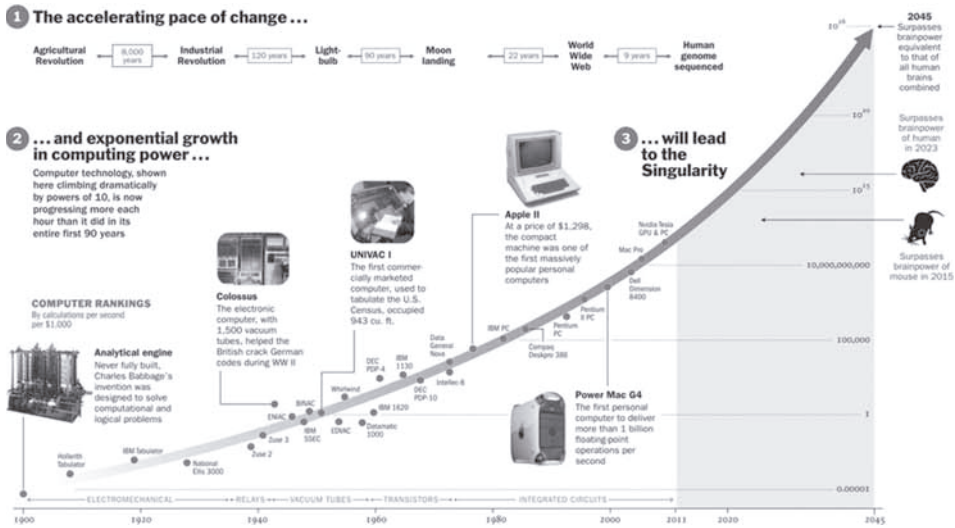 1 The accelerating pace of change ...
Agricultural
Revolution
8,000
years
Industrial
Revolution
120 years
Light-
bulb
90 years
Moon
landing
22 years
World
Wide
Web
9 years
Human
genome
sequenced
2 ... and exponential growth
in computing power ...
Computer technology, shown
here climbing dramatically
by powers of 10, is now
progressing more each
hour than it did in its
entire first 90 years
3 ... will lead
to the
Singularity
2045
Surpasses
brainpower
equivalent
to that of
all human
brains
combined
Surpasses
brainpower
of human
in 2023
Surpasses
brainpower of
mouse in 2015
10²⁰
10¹⁵
10,000,000,000
100,000
1
0.00001
COMPUTER RANKINGS
By calculations per second
per $1,000
Analytical engine
Never fully built,
Charles Babbage's
invention was
designed to solve
computational and
logical problems
Colossus
The electronic
computer, with
1,500 vacuum
tubes, helped the
British crack German
codes during WW II
UNIVAC I
The first commer-
cially marketed
computer, used to
tabulate the U.S.
Census, occupied
943 cu. ft.
Apple II
At a price of $1,298,
the compact
machine was one of
the first massively
popular personal
computers
Power Mac G4
The first personal
computer to deliver
more than 1 billion
floating-point
operations per
second
Hollerith
Tabulator
IBM Tabulator
National
Ellis 3000
Zuse 2
Zuse 3
ENIAC
BINAC
IBM
SSEC
Whirlwind
EDVAC
Datamatic
1000
IBM 1620
DEC
PDP-4
IBM
1130
DEC
PDP-10
Data
General
Nova
Intellec-8
IBM PC
Compaq
Deskpro 386
Pentium
PC
Pentium
II PC
Dell
Dimension
8400
Mac Pro
Nvidia Tesla
GPU & PC
ELECTROMECHANICAL
RELAYS
VACUUM TUBES
TRANSISTORS
INTEGRATED CIRCUITS
1900
1920
1940
1960
1980
2000
2011
2020
2045